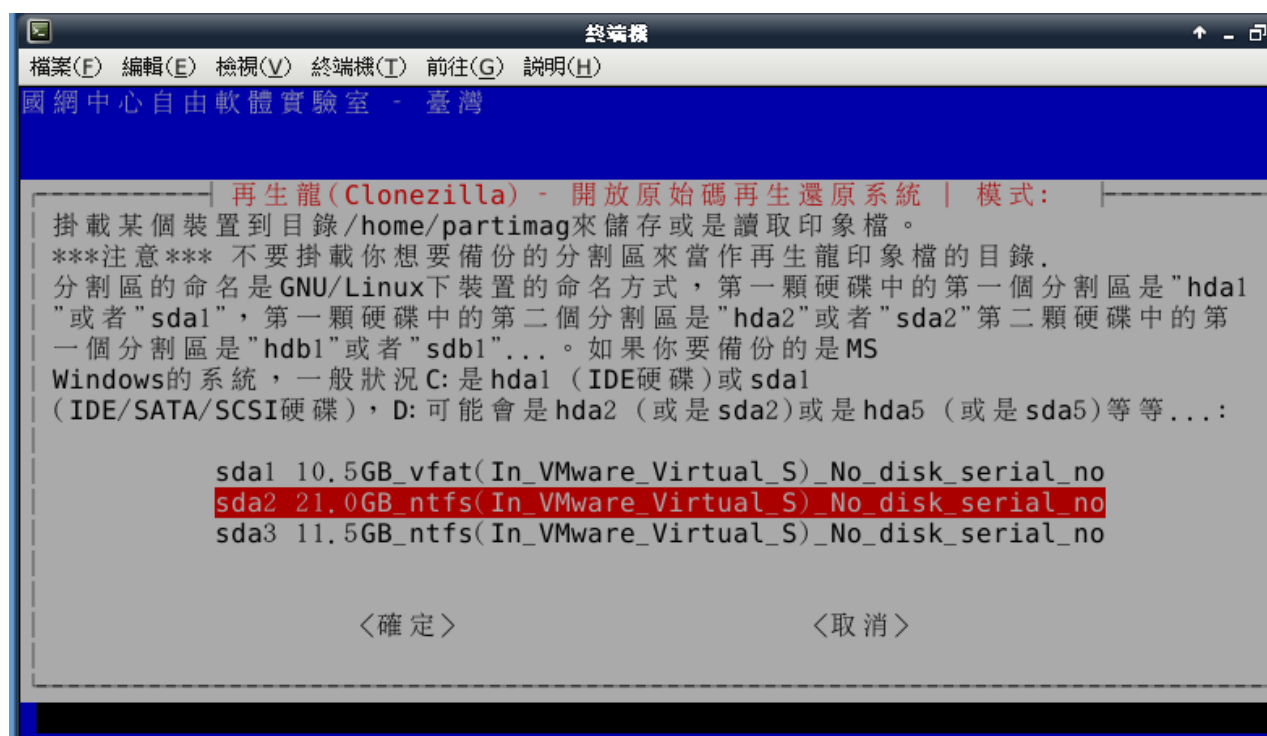 終端機
檔案(F) 編輯(E) 檢視(V) 終端機(T) 前往(G) 說明(H)
國網中心自由軟體實驗室 - 臺灣
再生龍(Clonezilla) - 開放原始碼再生還原系統 | 模式:
掛載某個裝置到目錄/home/partimag來儲存或是讀取印象檔。
***注意*** 不要掛載你想要備份的分割區來當作再生龍印象檔的目錄.
分割區的命名是GNU/Linux下裝置的命名方式，第一顆硬碟中的第一個分割區是"hda1
"或者"sda1"，第一顆硬碟中的第二個分割區是"hda2"或者"sda2"第二顆硬碟中的第
一個分割區是"hdb1"或者"sdb1"...。如果你要備份的是MS
Windows的系統，一般狀況C:是hda1 (IDE硬碟)或sda1
(IDE/SATA/SCSI硬碟)，D:可能會是hda2 (或是sda2)或是hda5 (或是sda5)等等...:
sda1 10.5GB_vfat(In_VMware_Virtual_S)_No_disk_serial_no
sda2 21.0GB_ntfs(In_VMware_Virtual_S)_No_disk_serial_no
sda3 11.5GB_ntfs(In_VMware_Virtual_S)_No_disk_serial_no
<確定> <取消>